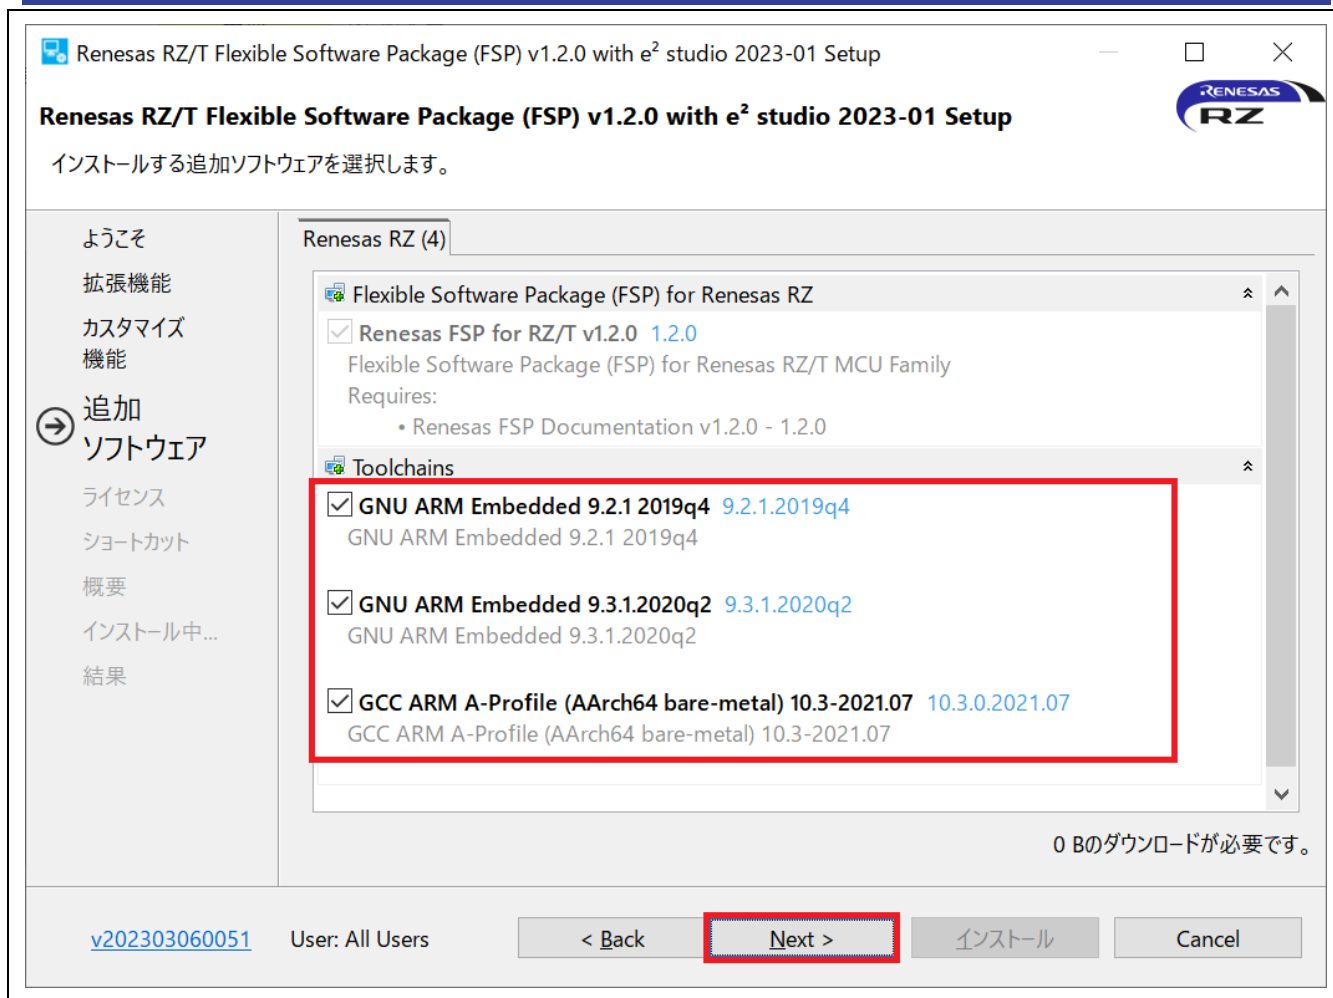 Renesas RZ/T Flexible Software Package (FSP) v1.2.0 with e² studio 2023-01 Setup
RENESAS
RZ
Renesas RZ/T Flexible Software Package (FSP) v1.2.0 with e² studio 2023-01 Setup
インストールする追加ソフトウェアを選択します。
ようこそ
拡張機能
カスタマイズ
機能
追加
ソフトウェア
ライセンス
ショートカット
概要
インストール中...
結果
Renesas RZ (4)
Flexible Software Package (FSP) for Renesas RZ
Renesas FSP for RZ/T v1.2.0 1.2.0
Flexible Software Package (FSP) for Renesas RZ/T MCU Family
Requires:
• Renesas FSP Documentation v1.2.0 - 1.2.0
Toolchains
GNU ARM Embedded 9.2.1 2019q4 9.2.1.2019q4
GNU ARM Embedded 9.2.1 2019q4
GNU ARM Embedded 9.3.1.2020q2 9.3.1.2020q2
GNU ARM Embedded 9.3.1.2020q2
GCC ARM A-Profile (AArch64 bare-metal) 10.3-2021.07 10.3.0.2021.07
GCC ARM A-Profile (AArch64 bare-metal) 10.3-2021.07
0 Bのダウンロードが必要です。
v202303060051 User: All Users < Back Next > インストール Cancel